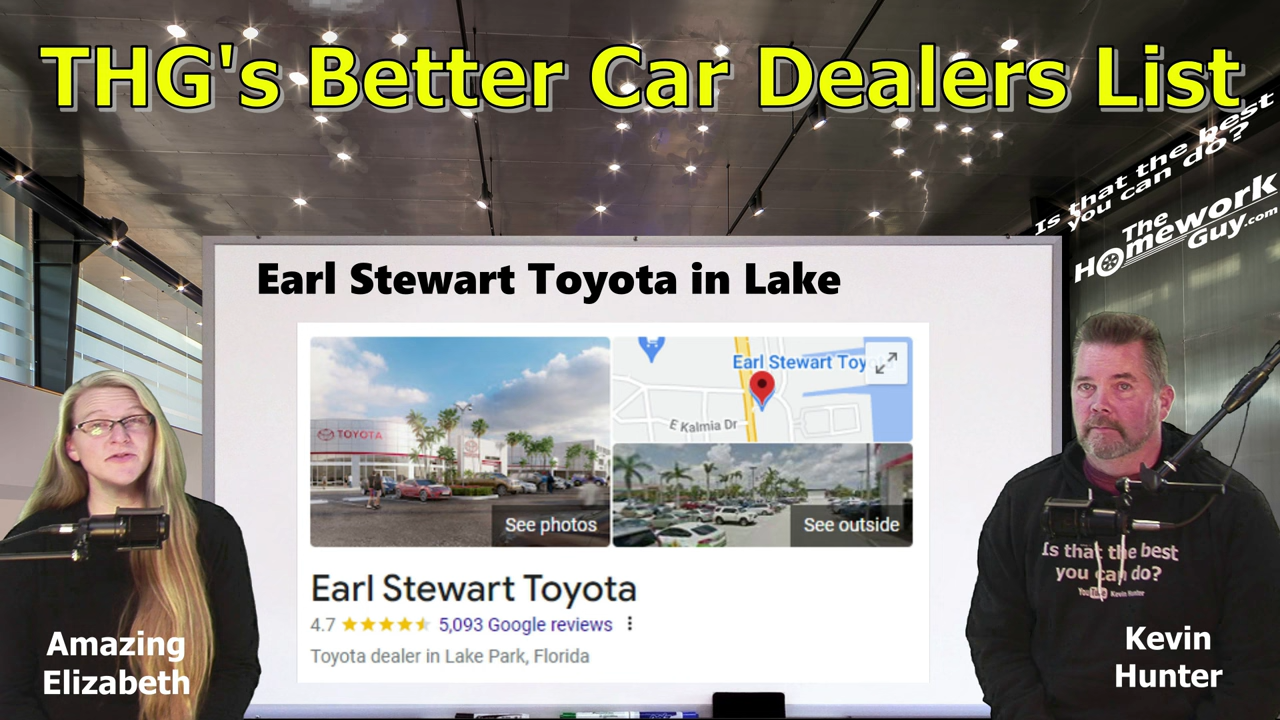 THG's Better Car Dealers List
Is that the best
you can do?
The
Homework
Guy.com
Earl Stewart Toyota in Lake
TOYOTA
Earl Stewart Toy
E Kalmia Dr
See photos
See outside
Earl Stewart Toyota
4.7
5,093 Google reviews
Toyota dealer in Lake Park, Florida
Is that the best
you can do?
YouTube Kevin Hunter
Amazing
Elizabeth
Kevin
Hunter